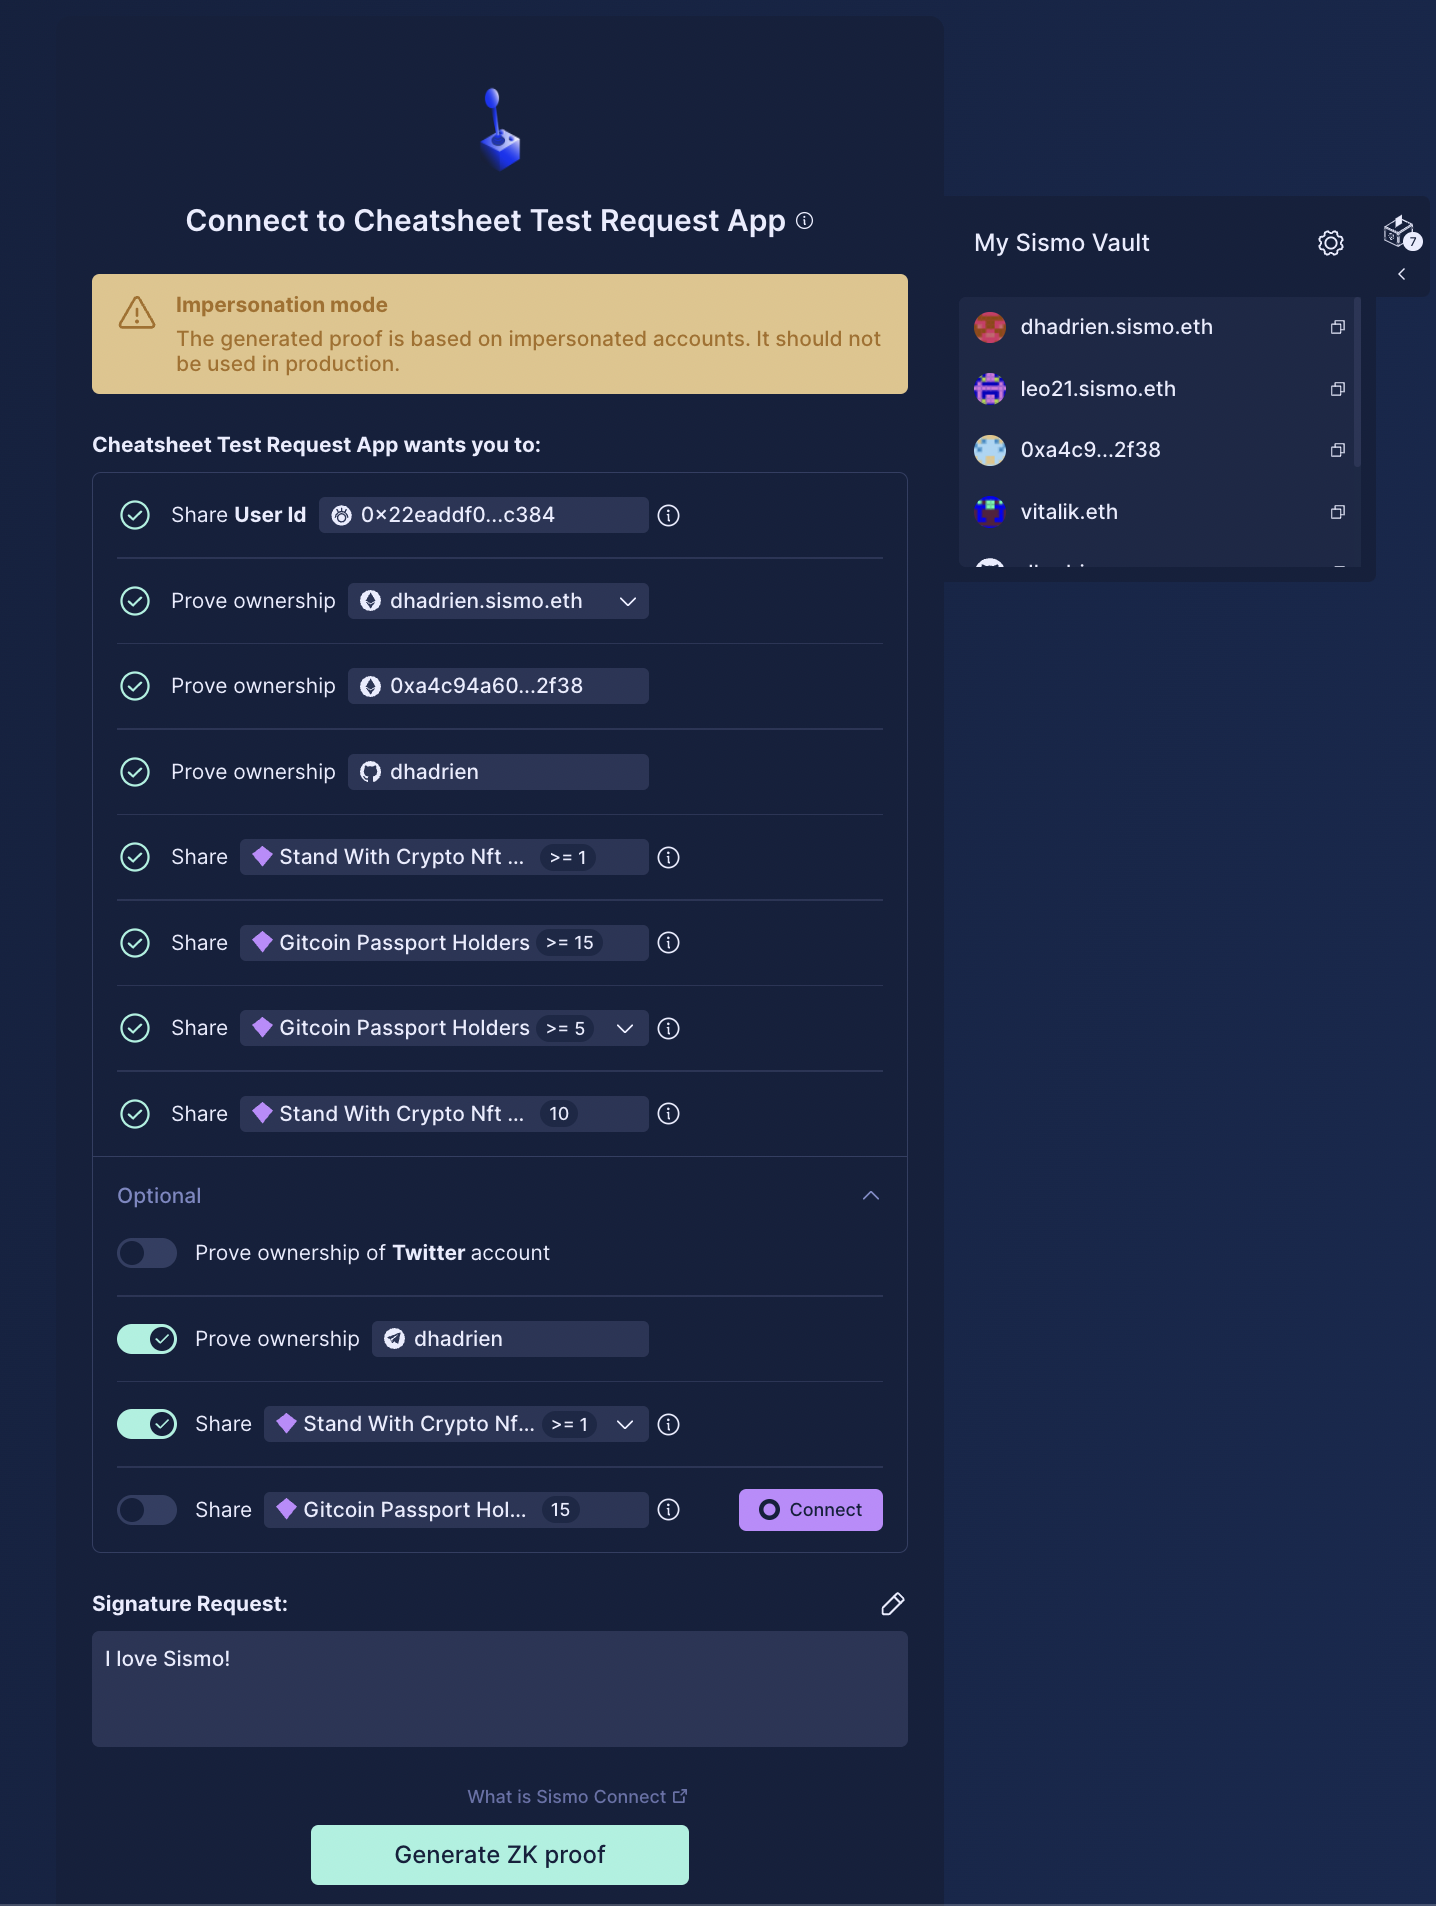 Connect to Cheatsheet Test Request App
Impersonation mode
The generated proof is based on impersonated accounts. It should not
be used in production.
Cheatsheet Test Request App wants you to:
Share User Id 0x22eaddf0...c384
Prove ownership dhadrien.sismo.eth
Prove ownership 0xa4c94a60...2f38
Prove ownership dhadrien
Share Stand With Crypto Nft ... >= 1
Share Gitcoin Passport Holders >= 15
Share Gitcoin Passport Holders >= 5
Share Stand With Crypto Nft ... 10
Optional
Prove ownership of Twitter account
Prove ownership dhadrien
Share Stand With Crypto Nf... >= 1
Share Gitcoin Passport Hol... 15 Connect
Signature Request:
I love Sismo!
What is Sismo Connect
Generate ZK proof
My Sismo Vault
7
dhadrien.sismo.eth
leo21.sismo.eth
0xa4c9...2f38
vitalik.eth